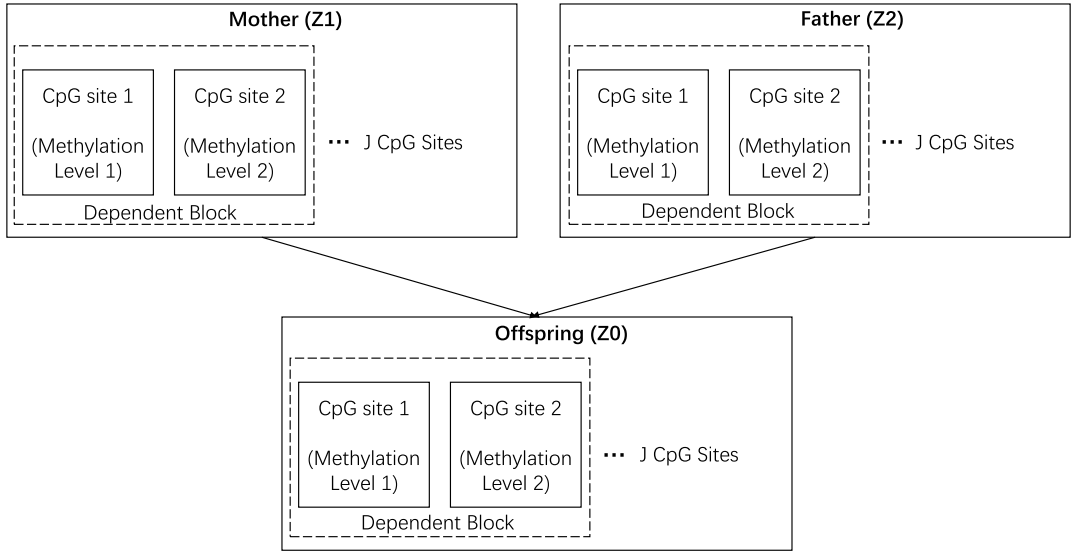 Mother (Z1)
CpG site 1
(Methylation
Level 1)
CpG site 2
(Methylation
Level 2)
··· J CpG Sites
Dependent Block
Father (Z2)
CpG site 1
(Methylation
Level 1)
CpG site 2
(Methylation
Level 2)
··· J CpG Sites
Dependent Block
Offspring (Z0)
CpG site 1
(Methylation
Level 1)
CpG site 2
(Methylation
Level 2)
··· J CpG Sites
Dependent Block